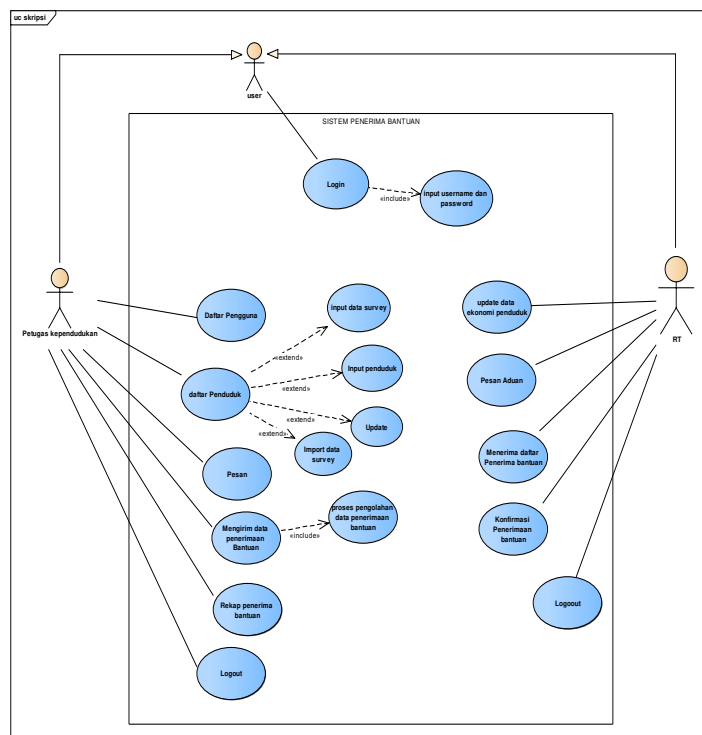 uc skripsi
user
SISTEM PENERIMA BANTUAN
Login
«include»
input username dan
password
Petugas kependudukan
RT
Daftar Pengguna
input data survey
update data
ekonomi penduduk
«extend»
Input penduduk
«extend»
daftar Penduduk
Pesan Aduan
«extend»
Update
«extend»
Import data
survey
Menerima daftar
Penerima bantuan
Pesan
proses pengolahan
data penerimaan
bantuan
Mengirim data
penerimaan
Bantuan
«include»
Konfirmasi
Penerimaan
bantuan
Rekap penerima
bantuan
Logoout
Logout